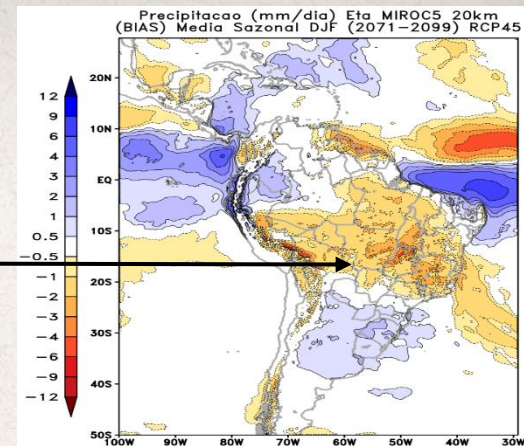 Precipitacao (mm/dia) Eta MIROC5 20km
(BIAS) Media Sazonal DJF (2071-2099) RCP45
12
9
6
4
3
2
1
0.5
-0.5
-1
-2
-3
-4
-6
-9
-12
20N
10N
EQ
10S
20S
30S
40S
50S
100W 90W 80W 70W 60W 50W 40W 30W